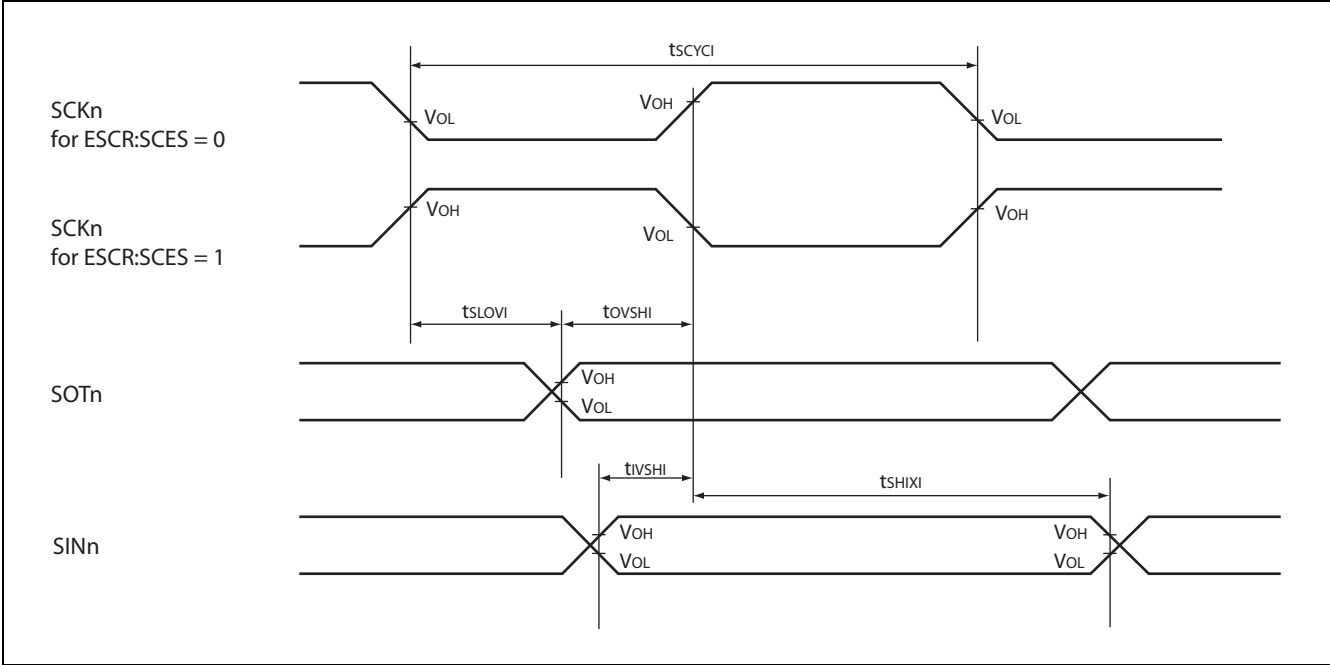 tSCYCI
SCKn
for ESCR:SCES = 0
VOL
VOH
VOL
SCKn
for ESCR:SCES = 1
VOH
VOL
VOH
tSLOVI
tOVSHI
SOTn
VOH
VOL
tIVSHI
tSHIXI
SINn
VOH
VOL
VOH
VOL